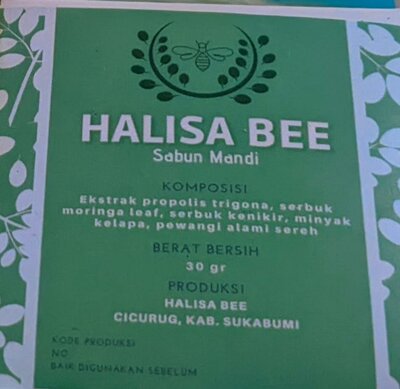 HALISA BEE
Sabun Mandi
KOMPOSISI
Ekstrak propolis trigona, serbuk
moringa leaf, serbuk kenikir, minyak
kelapa, pewangi alami sereh
BERAT BERSIH
30 gr
PRODUKSI
HALISA BEE
CICURUG, KAB. SUKABUMI
KODE PRODUKSI
NO
BAIK DIGUNAKAN SEBELUM